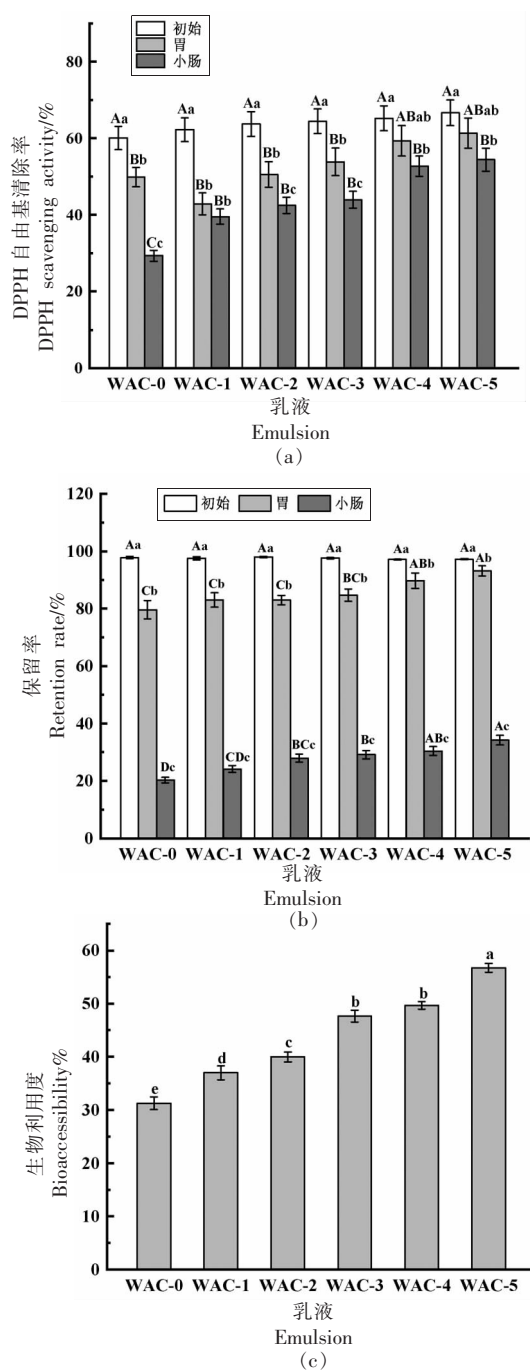 初始
胃
小肠
DPPH 自由基清除率
DPPH scavenging activity/%
80
60
40
20
0
Aa Bb Cc Aa Bb Bb Aa Bb Bc Aa Bb Bc Aa ABab Bb Aa ABab Bb
WAC-0 WAC-1 WAC-2 WAC-3 WAC-4 WAC-5
乳液
Emulsion
(a)
初始 胃 小肠
保留率
Retention rate/%
120
100
80
60
40
20
0
Aa Cb Dc Aa Cb CDc Aa Cb BCc Aa BCb Bc Aa ABb ABc Aa Ab Ac
WAC-0 WAC-1 WAC-2 WAC-3 WAC-4 WAC-5
乳液
Emulsion
(b)
生物利用度
Bioaccessibility%
60
50
40
30
20
10
0
e d c b b a
WAC-0 WAC-1 WAC-2 WAC-3 WAC-4 WAC-5
乳液
Emulsion
(c)